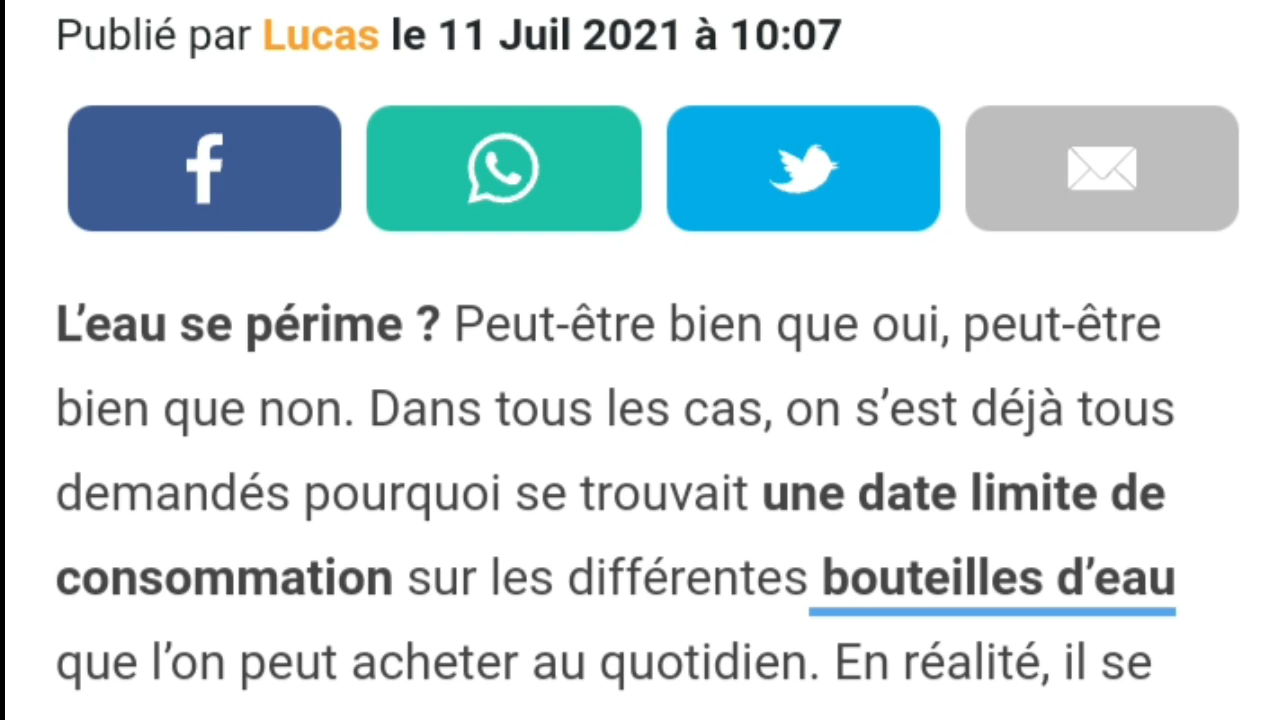 Publié par Lucas le 11 Juil 2021 à 10:07
L’eau se périme ? Peut-être bien que oui, peut-être
bien que non. Dans tous les cas, on s’est déjà tous
demandés pourquoi se trouvait une date limite de
consommation sur les différentes bouteilles d’eau
que l’on peut acheter au quotidien. En réalité, il se